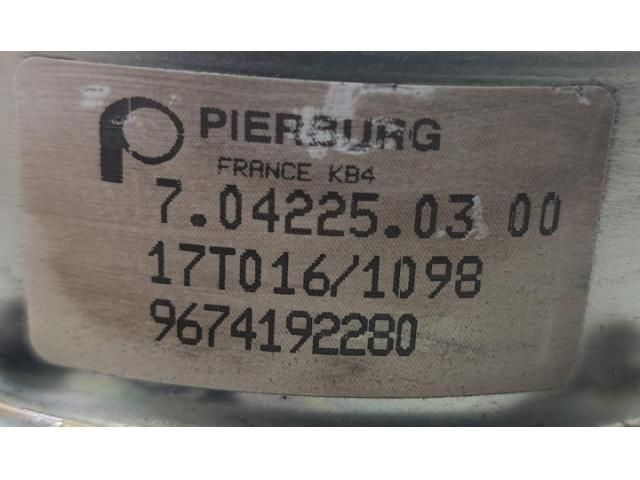 PIERBURG
FRANCE KB4
7.04225.03 00
17T016/1098
9674192280